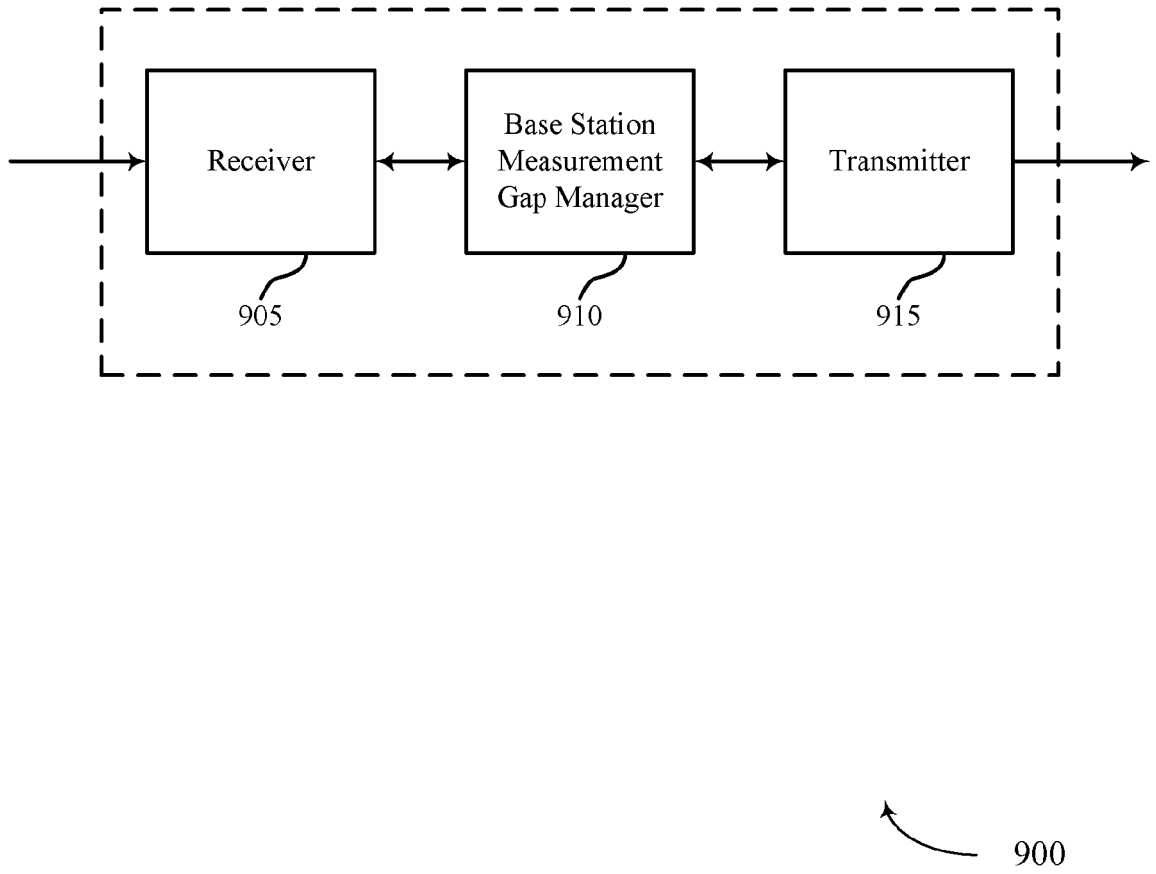 Receiver
Base Station
Measurement
Gap Manager
Transmitter
905
910
915
900